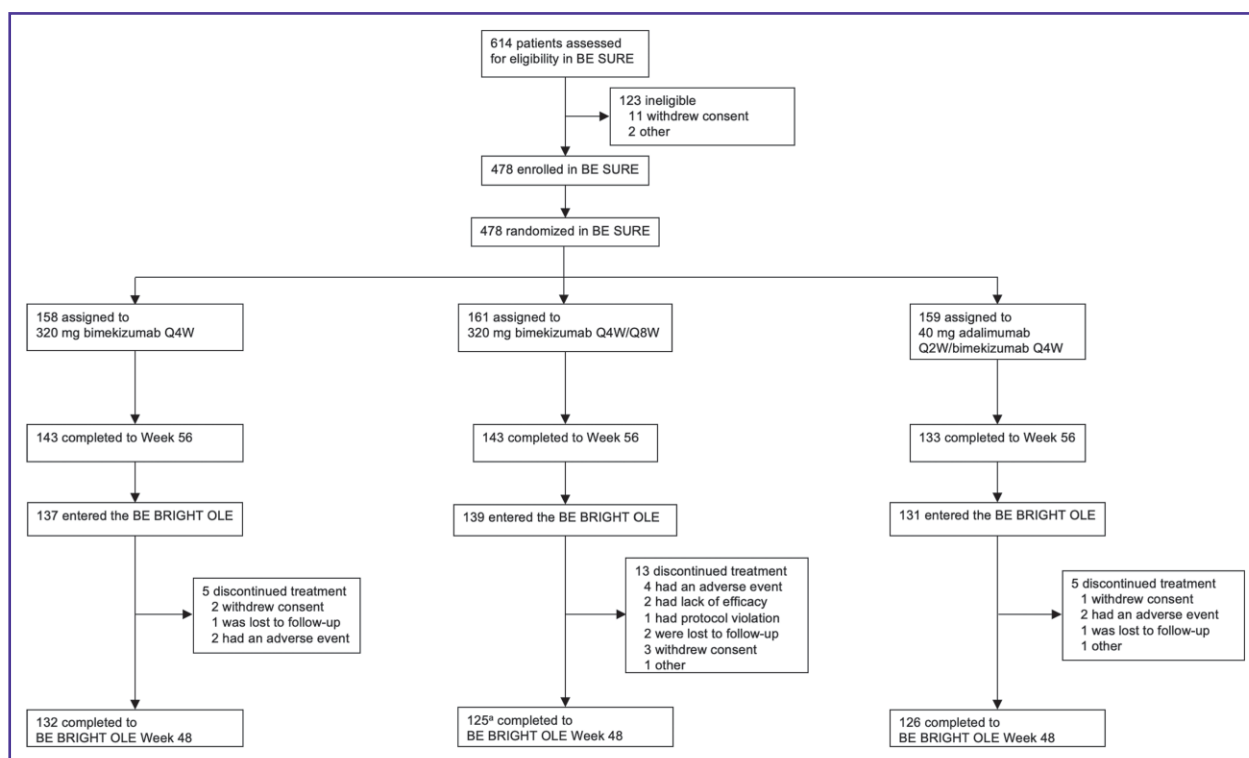 614 patients assessed
for eligibility in BE SURE
123 ineligible
11 withdrew consent
2 other
478 enrolled in BE SURE
478 randomized in BE SURE
158 assigned to
320 mg bimekizumab Q4W
161 assigned to
320 mg bimekizumab Q4W/Q8W
159 assigned to
40 mg adalimumab
Q2W/bimekizumab Q4W
143 completed to Week 56
143 completed to Week 56
133 completed to Week 56
137 entered the BE BRIGHT OLE
139 entered the BE BRIGHT OLE
131 entered the BE BRIGHT OLE
5 discontinued treatment
2 withdrew consent
1 was lost to follow-up
2 had an adverse event
13 discontinued treatment
4 had an adverse event
2 had lack of efficacy
1 had protocol violation
2 were lost to follow-up
3 withdrew consent
1 other
5 discontinued treatment
1 withdrew consent
2 had an adverse event
1 was lost to follow-up
1 other
132 completed to
BE BRIGHT OLE Week 48
125ª completed to
BE BRIGHT OLE Week 48
126 completed to
BE BRIGHT OLE Week 48